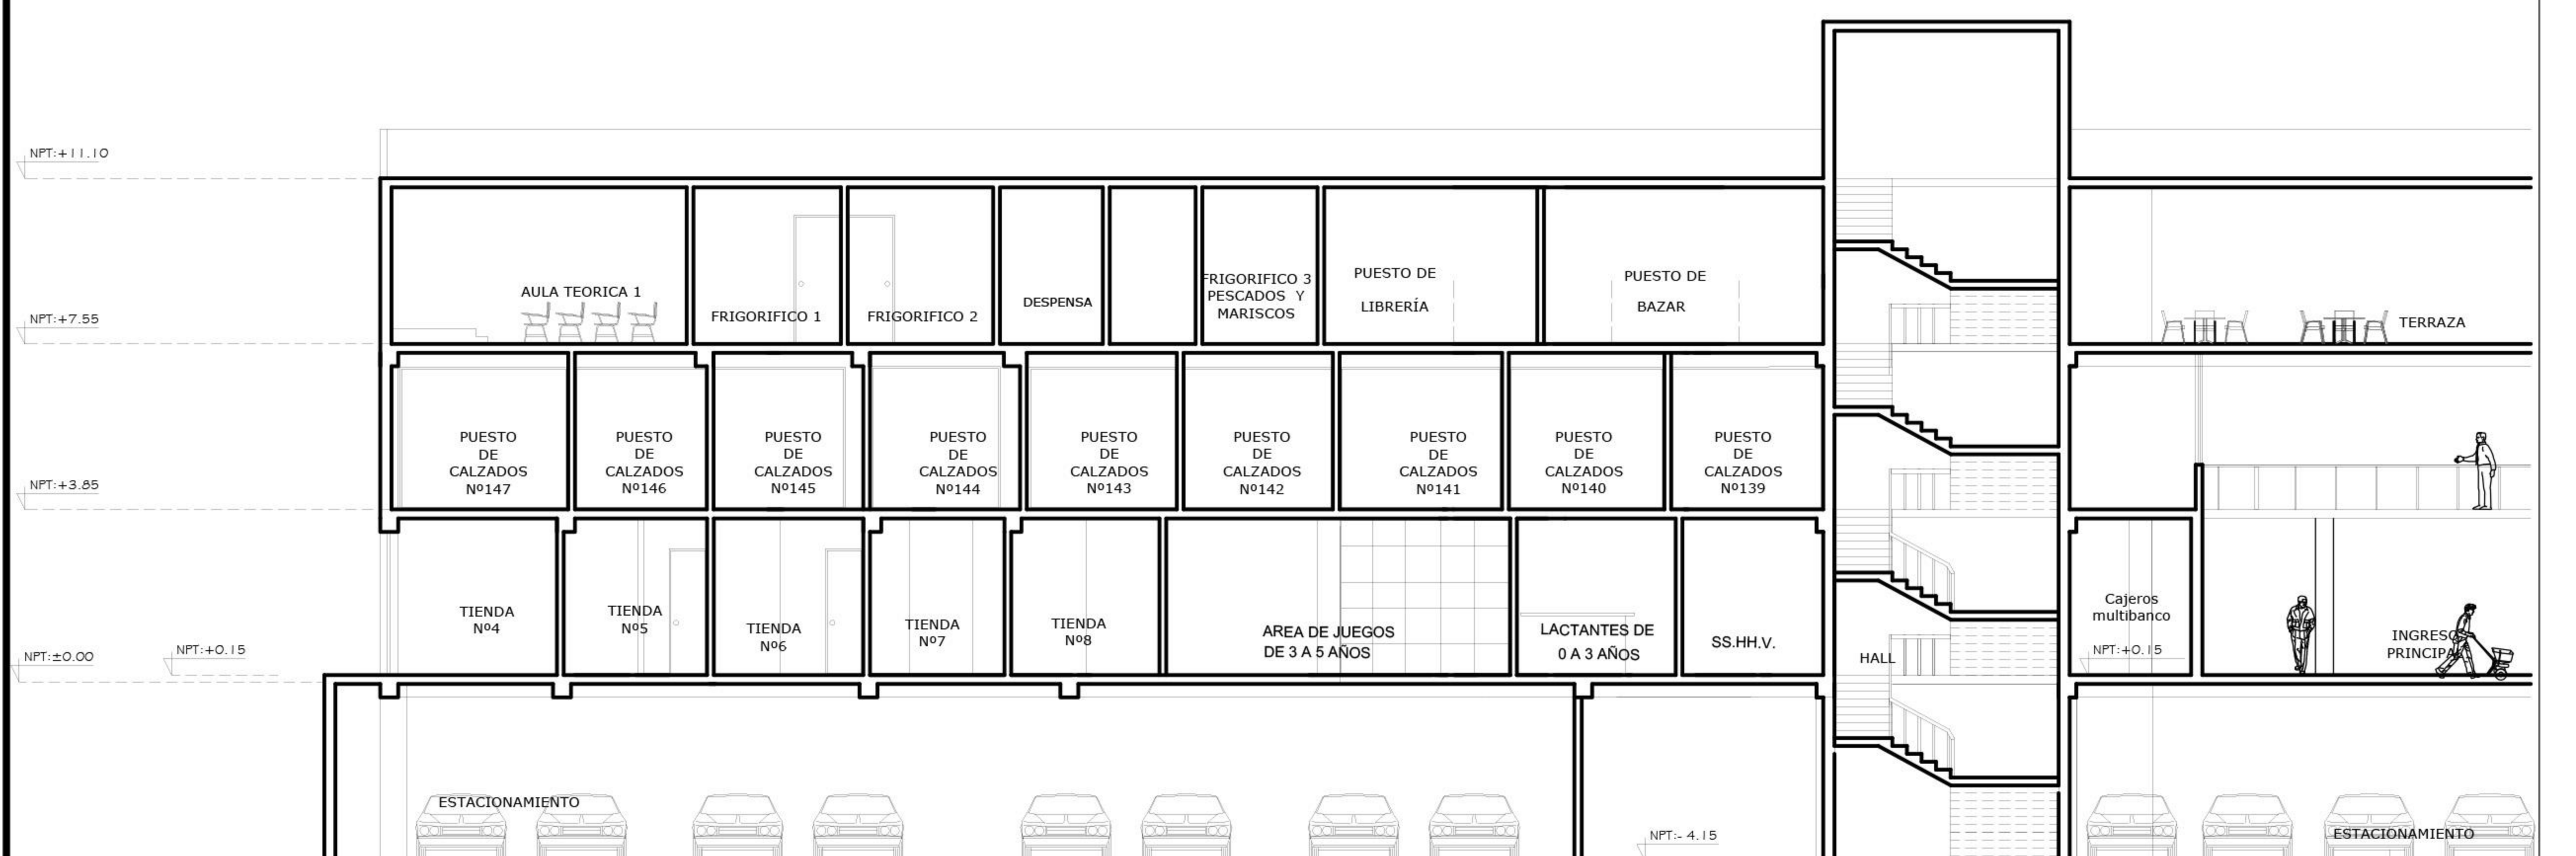 NPT:+11.10
AULA TEORICA 1
FRIGORIFICO 1
FRIGORIFICO 2
DESPENSA
FRIGORIFICO 3
PESCADOS Y
MARISCOS
PUESTO DE
LIBRERÍA
PUESTO DE
BAZAR
TERRAZA
NPT:+7.55
PUESTO
DE
CALZADOS
Nº147
PUESTO
DE
CALZADOS
Nº146
PUESTO
DE
CALZADOS
Nº145
PUESTO
DE
CALZADOS
Nº144
PUESTO
DE
CALZADOS
Nº143
PUESTO
DE
CALZADOS
Nº142
PUESTO
DE
CALZADOS
Nº141
PUESTO
DE
CALZADOS
Nº140
PUESTO
DE
CALZADOS
Nº139
NPT:+3.85
TIENDA
Nº4
TIENDA
Nº5
TIENDA
Nº6
TIENDA
Nº7
TIENDA
Nº8
AREA DE JUEGOS
DE 3 A 5 AÑOS
LACTANTES DE
0 A 3 AÑOS
SS.HH.V.
HALL
Cajeros
multibanco
NPT:+0.15
INGRESO
PRINCIPAL
NPT:±0.00
NPT:+0.15
ESTACIONAMIENTO
NPT:- 4.15
ESTACIONAMIENTO